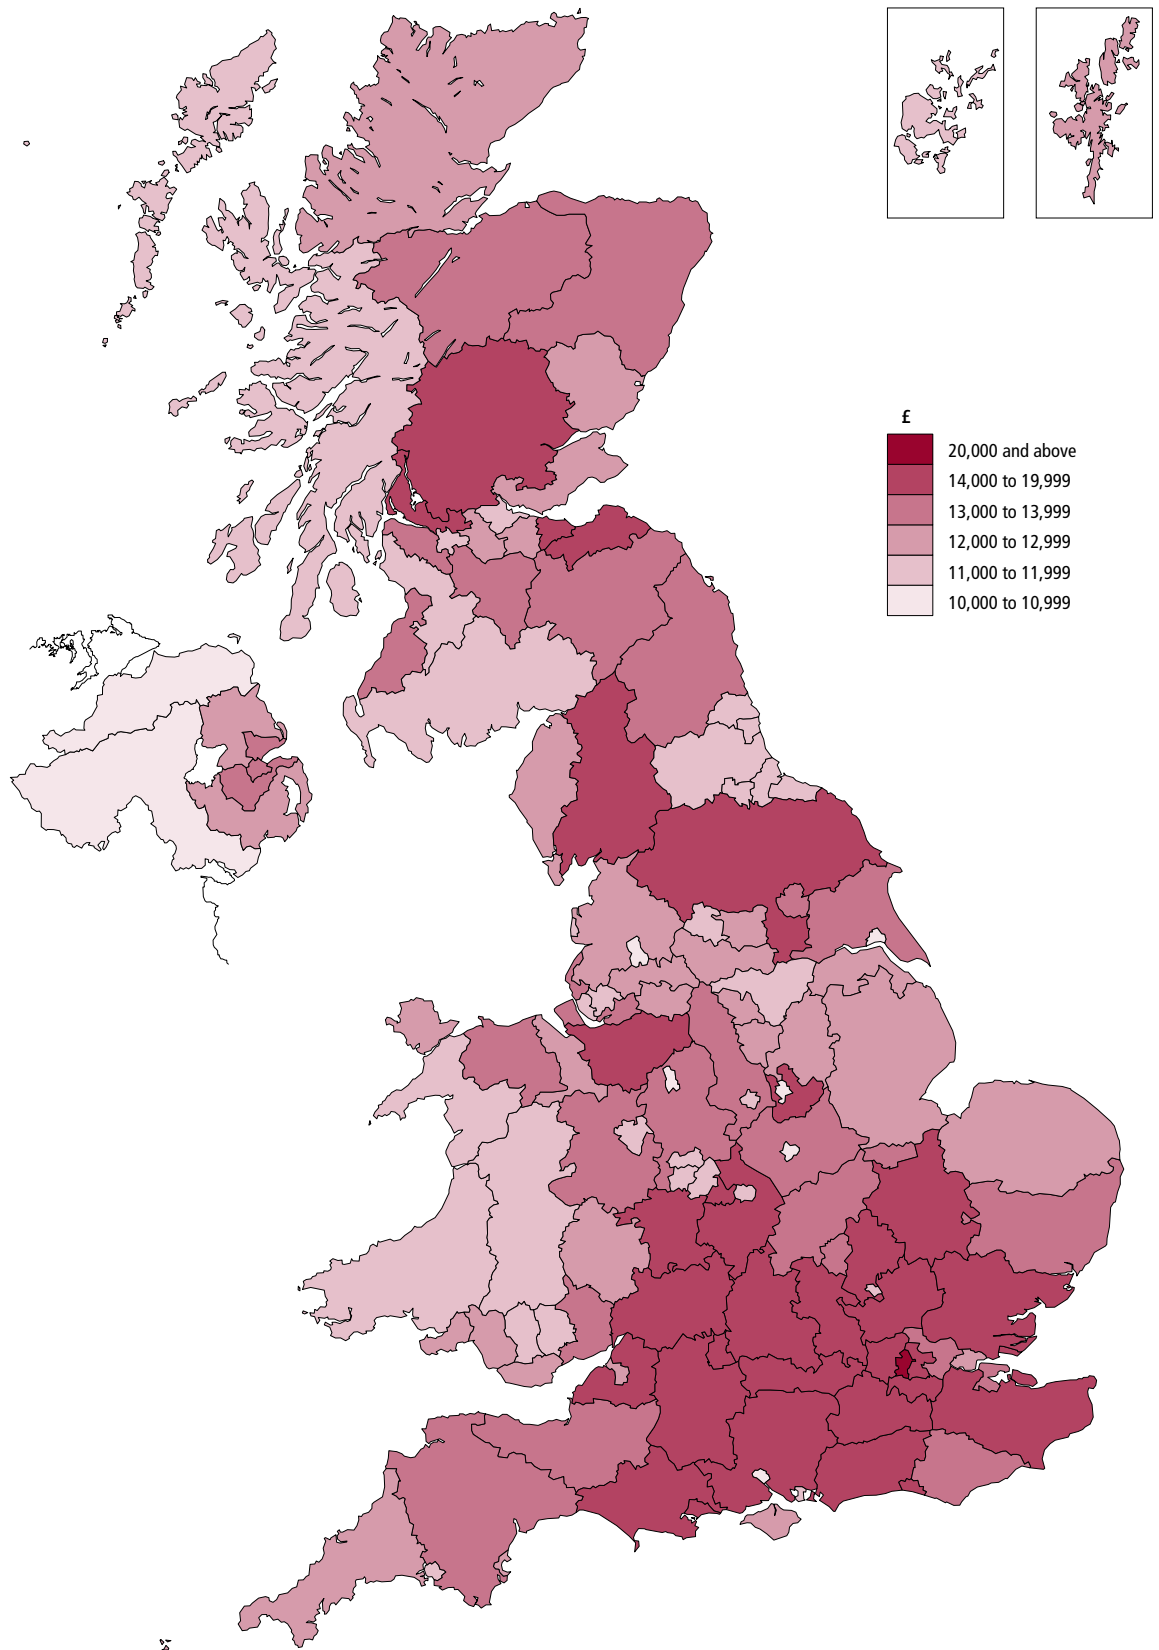 £
20,000 and above
14,000 to 19,999
13,000 to 13,999
12,000 to 12,999
11,000 to 11,999
10,000 to 10,999